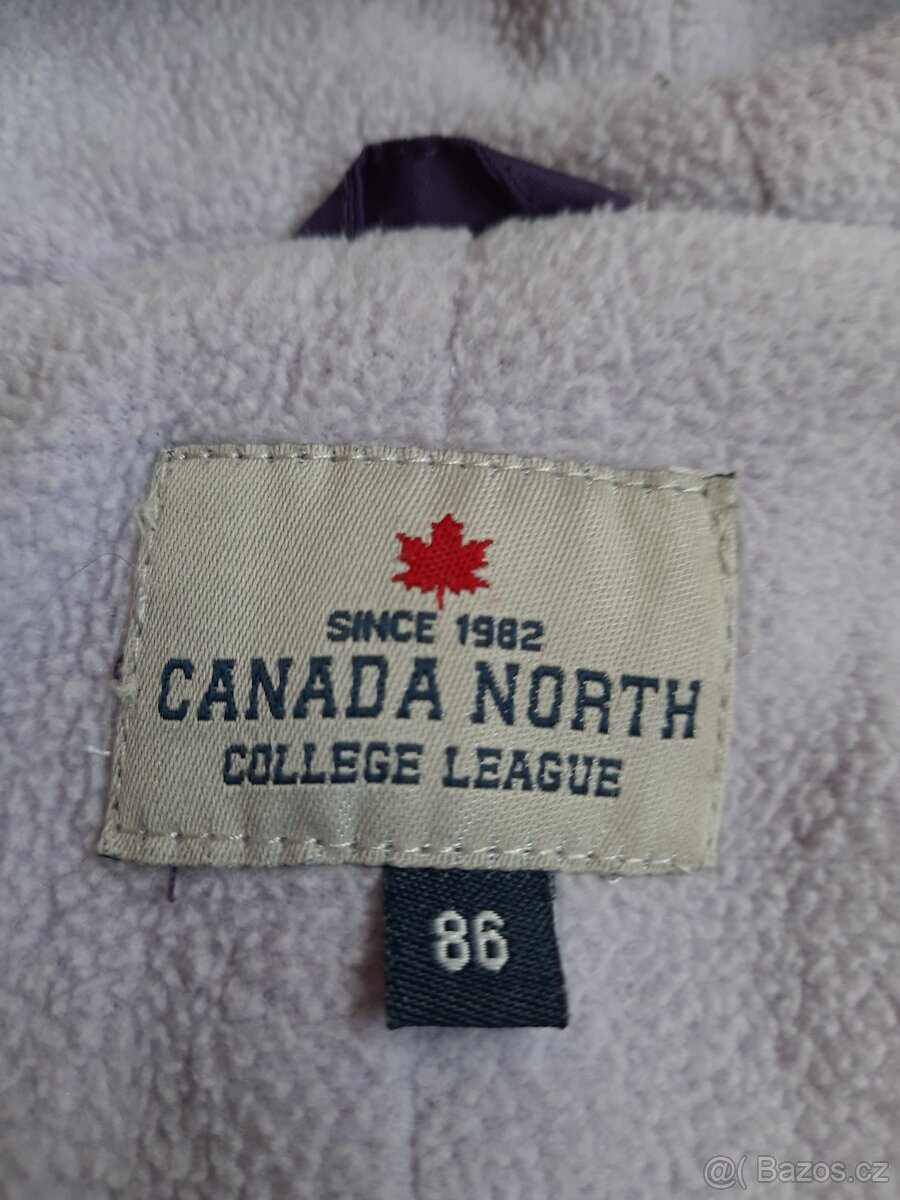 SINCE 1982
CANADA NORTH
COLLEGE LEAGUE
86
@( Bazos.cz